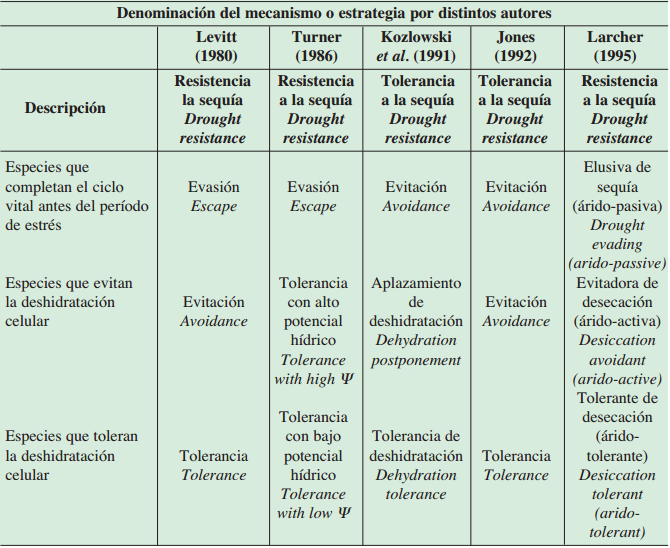 Denominación del mecanismo o estrategia por distintos autores
Levitt
(1980)
Turner
(1986)
Kozlowski
et al. (1991)
Jones
(1992)
Larcher
(1995)
Descripción
Resistencia
la sequía
Drought
resistance
Resistencia
a la sequía
Drought
resistance
Tolerancia
a la sequía
Drought
resistance
Tolerancia
a la sequía
Drought
resistance
Resistencia
a la sequía
Drought
resistance
Especies que
completan el ciclo
vital antes del período
de estrés
Evasión
Escape
Evasión
Escape
Evitación
Avoidance
Evitación
Avoidance
Elusiva de
sequía
(árido-pasiva)
Drought
evading
(arido-passive)
Especies que evitan
la deshidratación
celular
Evitación
Avoidance
Tolerancia
con alto
potencial
hídrico
Tolerance
with high Ψ
Aplazamiento
de
deshidratación
Dehydration
postponement
Evitación
Avoidance
Evitadora de
desecación
(árido-activa)
Desiccation
avoidant
(arido-active)
Especies que toleran
la deshidratación
celular
Tolerancia
Tolerance
Tolerancia
con bajo
potencial
hídrico
Tolerance
with low Ψ
Tolerancia de
deshidratación
Dehydration
tolerance
Tolerancia
Tolerance
Tolerante de
desecación
(árido-
tolerante)
Desiccation
tolerant
(arido-
tolerant)